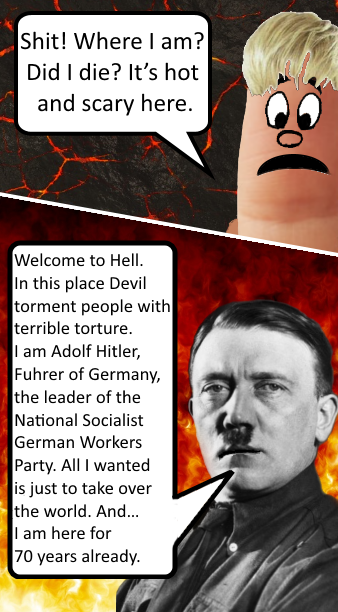 Shit! Where I am?
Did I die? It’s hot
and scary here.
Welcome to Hell.
In this place Devil
torment people with
terrible torture.
I am Adolf Hitler,
Fuhrer of Germany,
the leader of the
National Socialist
German Workers
Party. All I wanted
is just to take over
the world. And...
I am here for
70 years already.